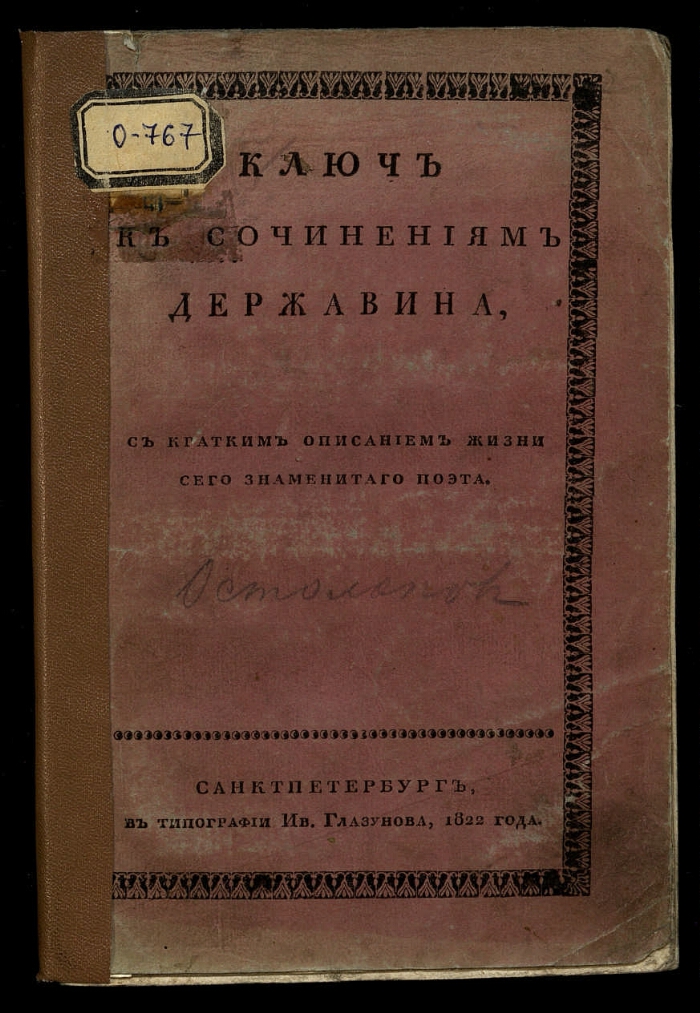 0-767
КЛЮЧЪ
КЪ СОЧИНЕНІЯМЪ
ДЕРЖАВИНА,
СЪ КРАТКИМЪ ОПИСАНІЕМЪ ЖИЗНИ
СЕГО ЗНАМЕНИТАГО ПОЭТА.
Остолопов
САНКТПЕТЕРБУРГЪ,
ВЪ ТИПОГРАФІИ ИВ. ГЛАЗУНОВА, 1822 ГОДА.